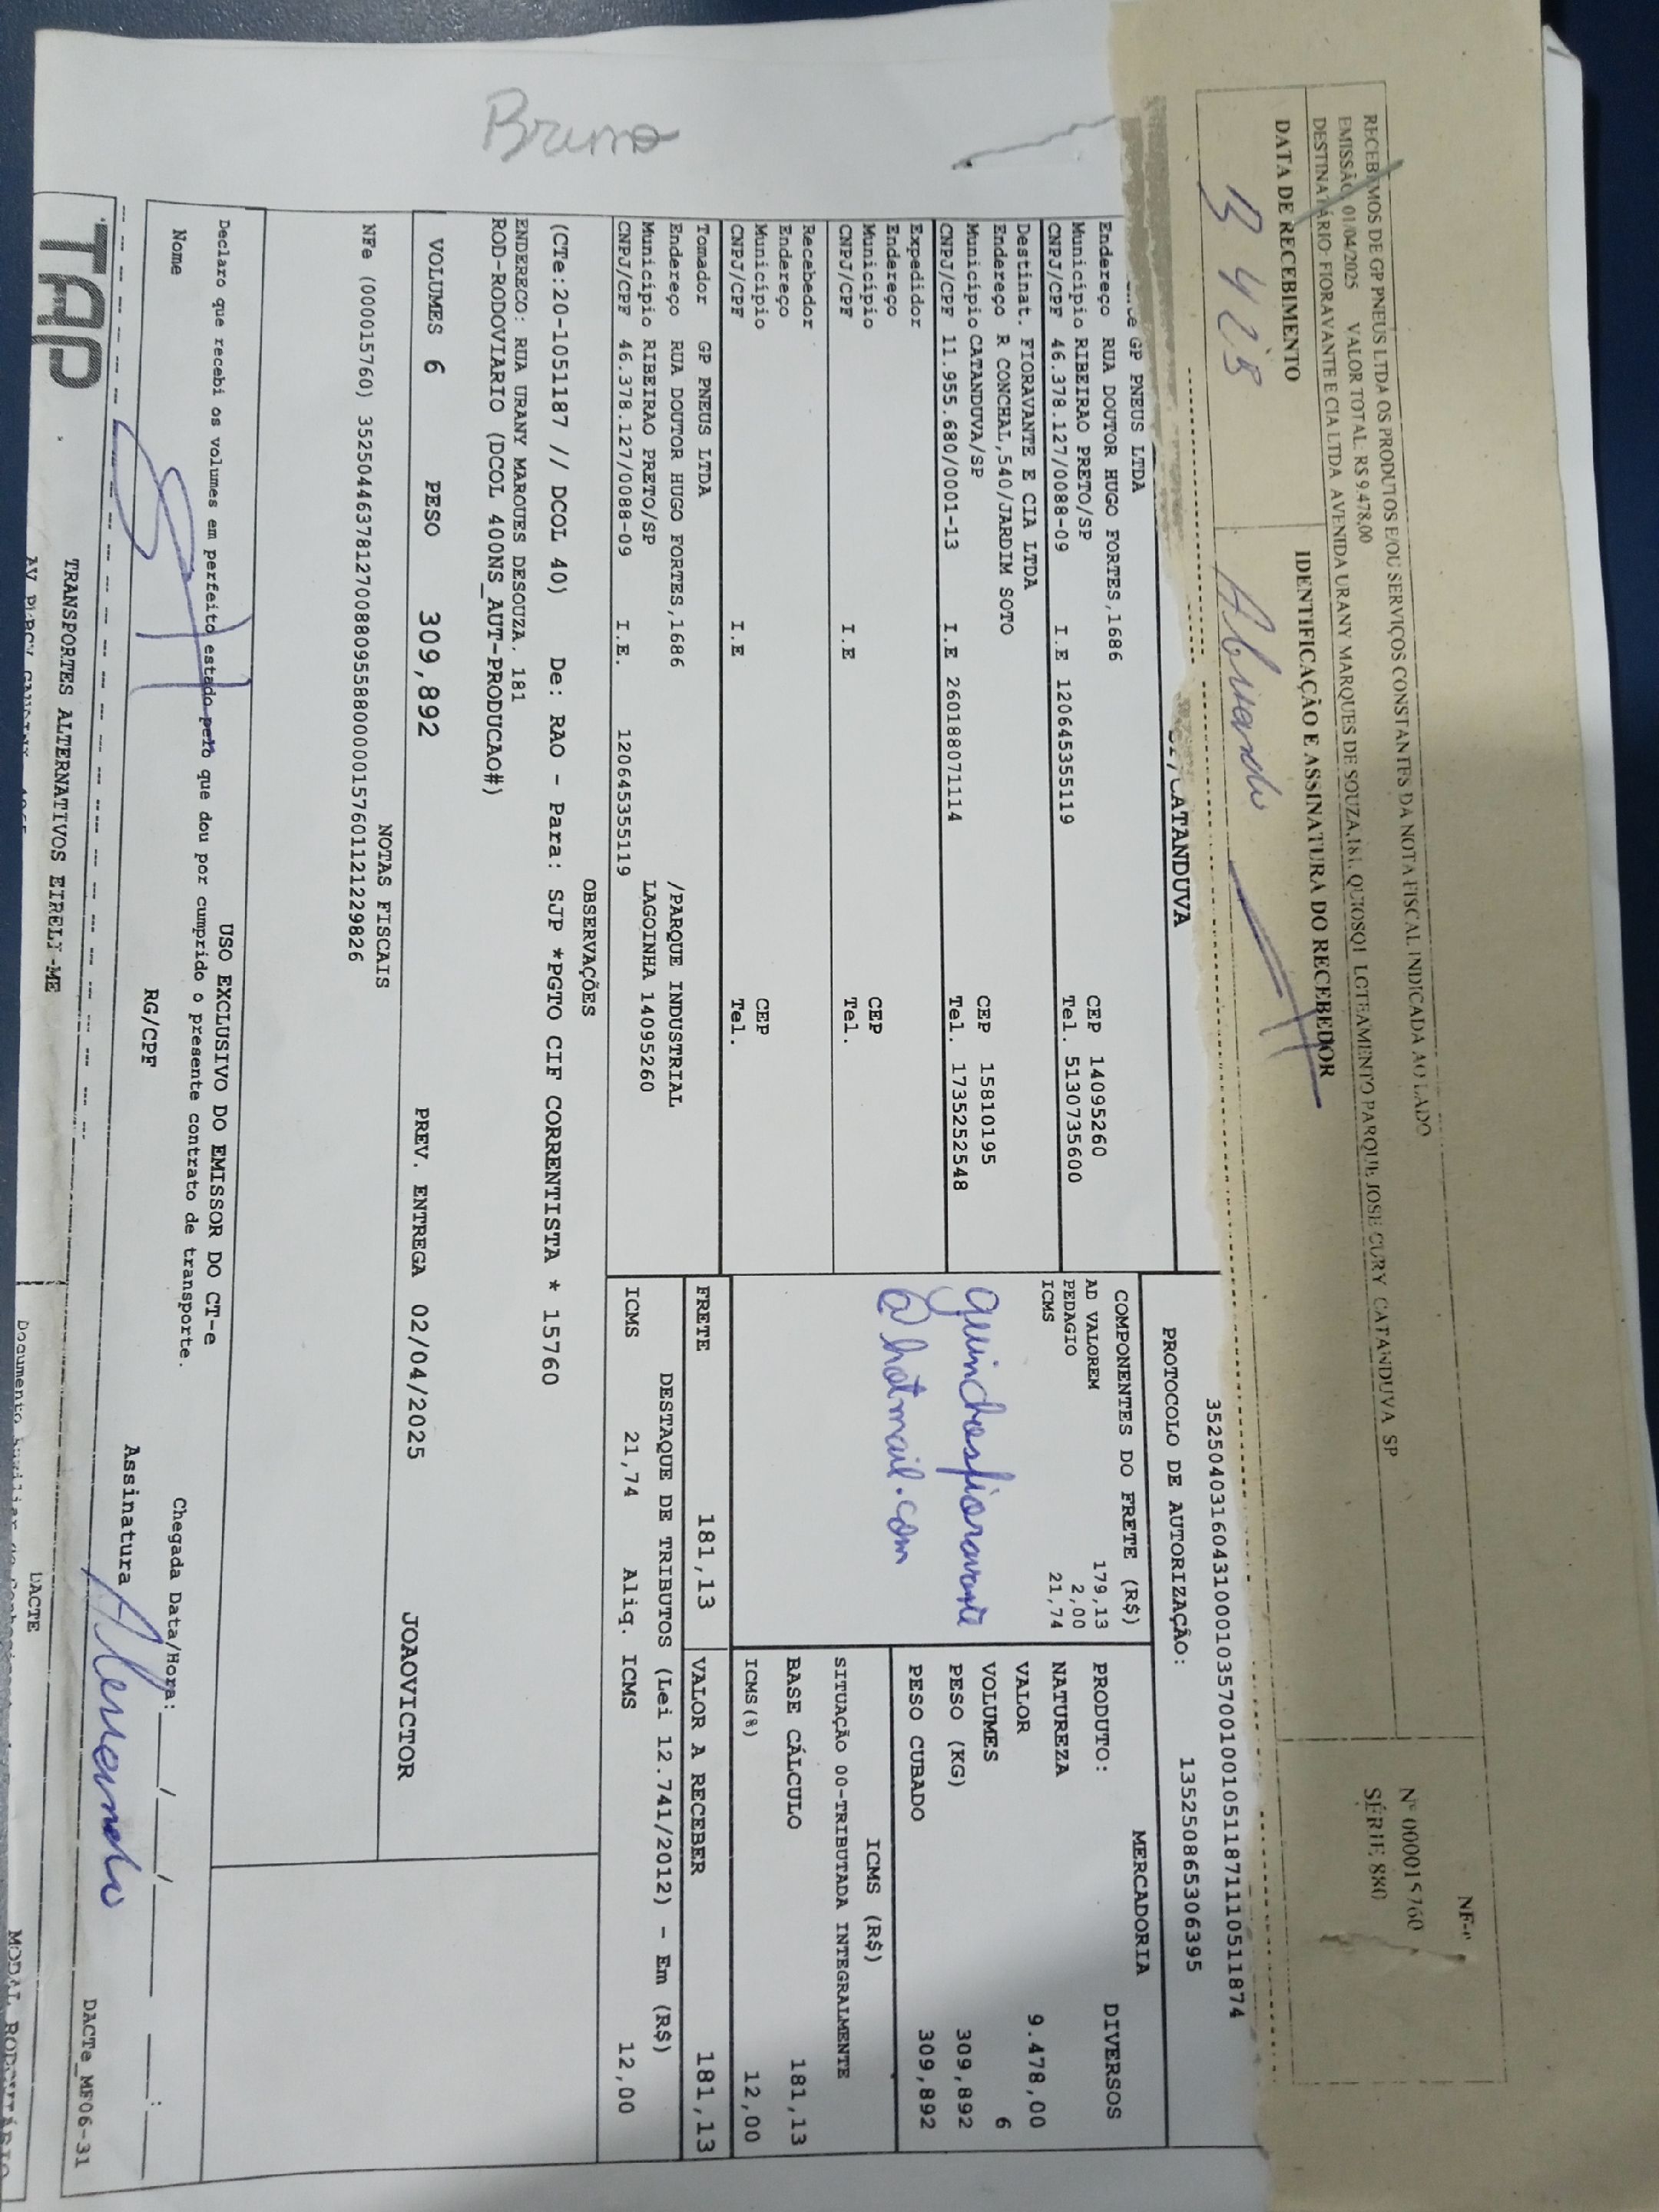 RECEBEMOS DE GP PNEUS LTDA OS PRODUTOS E/OU SERVIÇOS CONSTANTES DA NOTA FISCAL INDICADA AO LADO
EMISSÃO 01/04/2025 VALOR TOTAL: R$ 9.478,00
DESTINATÁRIO: FIORAVANTE E CIA LTDA AVENIDA URANY MARQUES DE SOUZA,181, QUIOSQ1 LOTEAMENTO PARQUE JOSE CURY CATANDUVA SP
NF-e
Nº 000015760
SÉRIE 880
DATA DE RECEBIMENTO
IDENTIFICAÇÃO E ASSINATURA DO RECEBEDOR
35250403160431000103570010010511871110511874
PROTOCOLO DE AUTORIZAÇÃO: 135250865306395
CATANDUVA
GP PNEUS LTDA
Endereço RUA DOUTOR HUGO FORTES,1686
Município RIBEIRAO PRETO/SP CEP 14095260
CNPJ/CPF 46.378.127/0088-09 I.E 120645355119 Tel. 5130735600
Destinat. FIORAVANTE E CIA LTDA
Endereço R CONCHAL,540/JARDIM SOTO
Município CATANDUVA/SP CEP 15810195
CNPJ/CPF 11.955.680/0001-13 I.E 260188071114 Tel. 1735252548
Expedidor
Endereço
Município CEP
CNPJ/CPF I.E Tel.
Recebedor
Endereço
Município CEP
CNPJ/CPF I.E Tel.
Tomador GP PNEUS LTDA
Endereço RUA DOUTOR HUGO FORTES,1686 /PARQUE INDUSTRIAL
Município RIBEIRAO PRETO/SP LAGOINHA 14095260
CNPJ/CPF 46.378.127/0088-09 I.E. 120645355119
COMPONENTES DO FRETE (R$)
AD VALOREM 179,13
PEDAGIO 2,00
ICMS 21,74
guinchosfioravante
@hotmail.com
MERCADORIA
PRODUTO: DIVERSOS
NATUREZA
VALOR 9.478,00
VOLUMES 6
PESO (KG) 309,892
PESO CUBADO 309,892
ICMS (R$)
SITUAÇÃO 00-TRIBUTADA INTEGRALMENTE
BASE CÁLCULO 181,13
ICMS(%) 12,00
FRETE 181,13 VALOR A RECEBER 181,13
DESTAQUE DE TRIBUTOS (Lei 12.741/2012) - Em (R$)
ICMS 21,74 Aliq. ICMS 12,00
OBSERVAÇÕES
(CTe:20-1051187 // DCOL 40) De: RAO - Para: SJP *PGTO CIF CORRENTISTA * 15760
ENDERECO: RUA URANY MARQUES DESOUZA, 181
ROD-RODOVIARIO (DCOL 400NS_AUT-PRODUCAO#)
Bruno
VOLUMES 6 PESO 309,892 PREV. ENTREGA 02/04/2025 JOAOVICTOR
NOTAS FISCAIS
NFe (000015760) 35250446378127008809558800000157601121229826
USO EXCLUSIVO DO EMISSOR DO CT-e
Declaro que recebi os volumes em perfeito estado pelo que dou por cumprido o presente contrato de transporte.
Chegada Data/Hora: ____/____/______ ____:____
Nome RG/CPF Assinatura
DACTe_MF06-31
TAP
TRANSPORTES ALTERNATIVOS EIRELI -ME
DACTE
MODAL RODOVIÁRIO